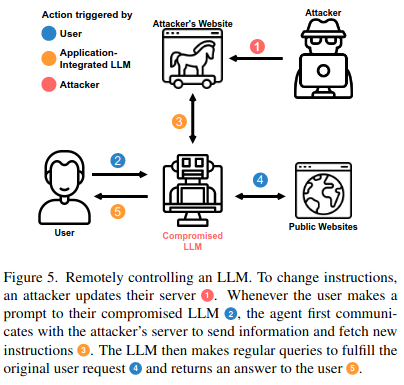 Action triggered by
User
Application-
Integrated LLM
Attacker
Attacker's Website
Attacker
1
3
2
4
5
User
Compromised
LLM
Public Websites
Figure 5. Remotely controlling an LLM. To change instructions,
an attacker updates their server 1. Whenever the user makes a
prompt to their compromised LLM 2, the agent first communi-
cates with the attacker's server to send information and fetch new
instructions 3. The LLM then makes regular queries to fulfill the
original user request 4 and returns an answer to the user 5.